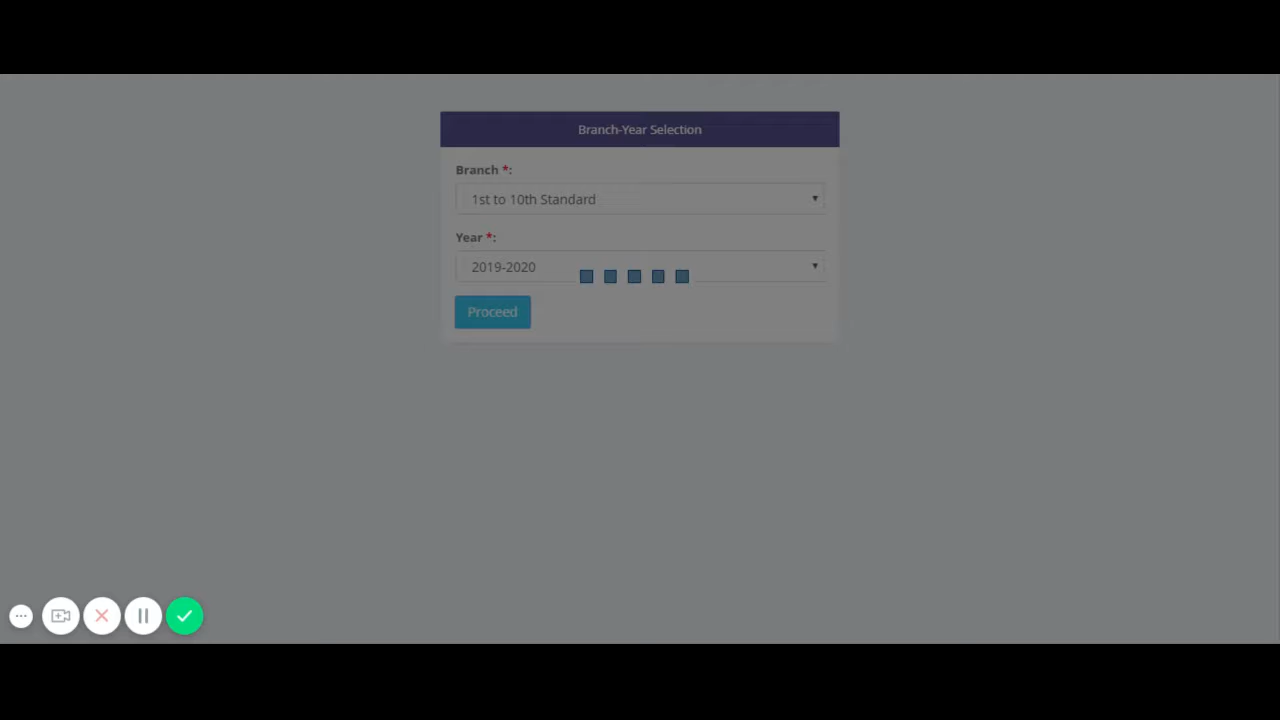 Branch-Year Selection
Branch *:
1st to 10th Standard
Year *:
2019-2020
Proceed